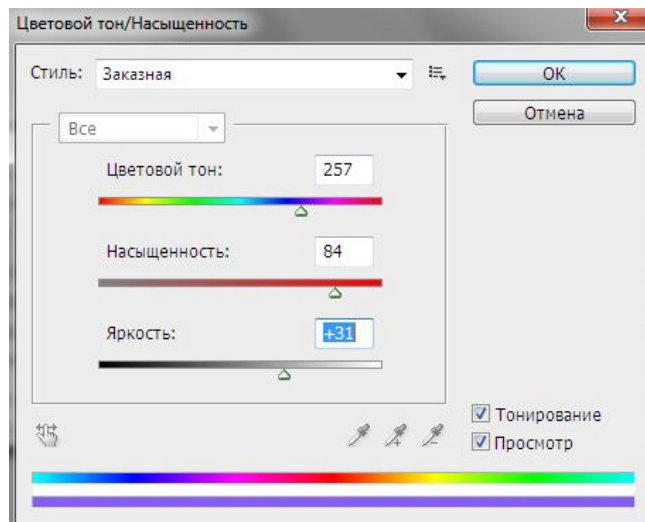 Цветовой тон/Насыщенность
Стиль: Заказная
OK
Отмена
Все
Цветовой тон: 257
Насыщенность: 84
Яркость: +31
Тонирование
Просмотр